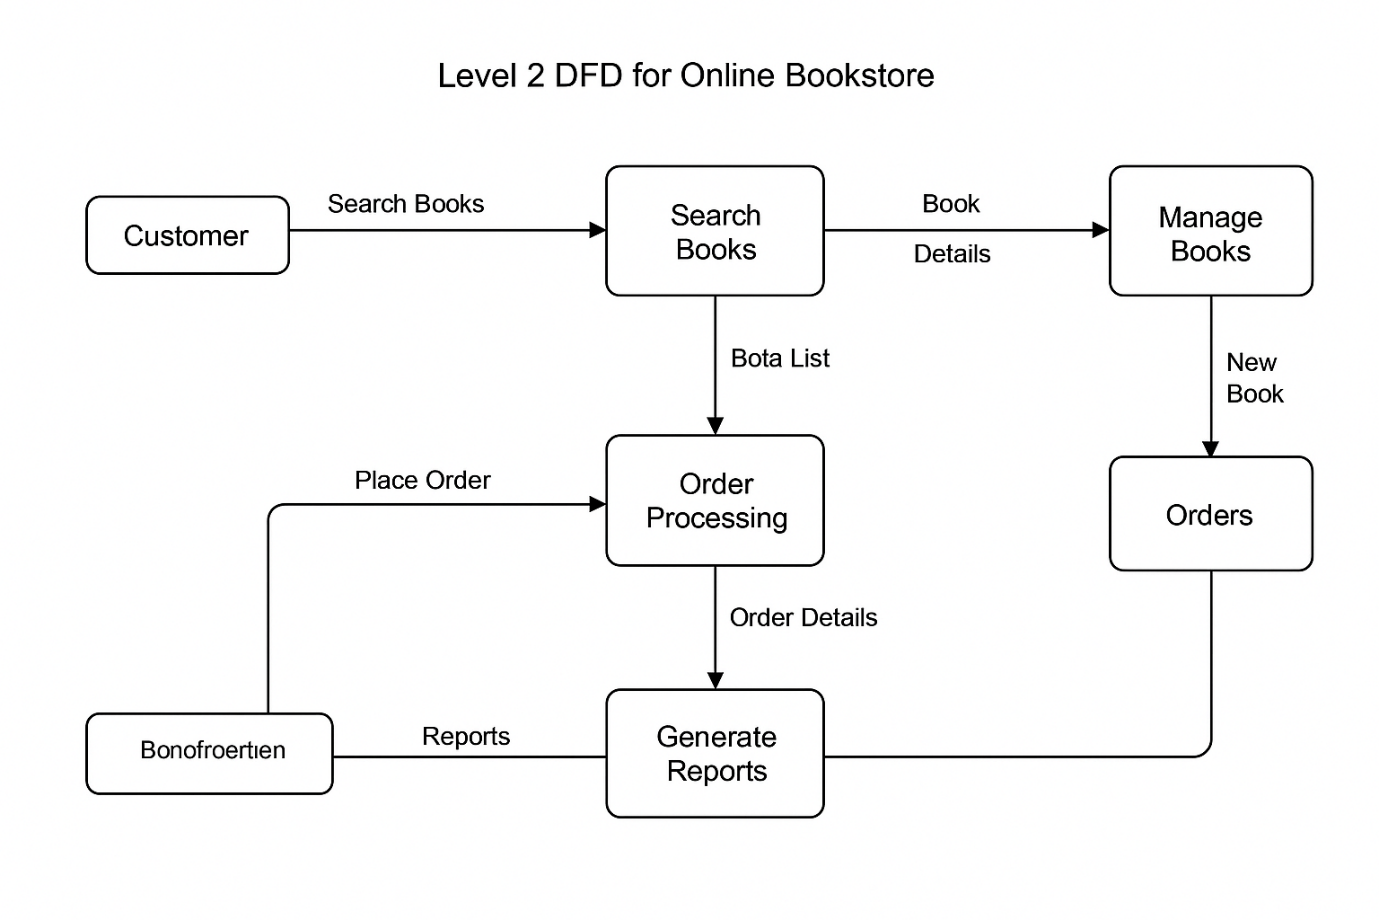 Level 2 DFD for Online Bookstore
Customer
Search Books
Search
Books
Book
Details
Manage
Books
Bota List
New
Book
Place Order
Order
Processing
Orders
Order Details
Bonofroertıen
Reports
Generate
Reports